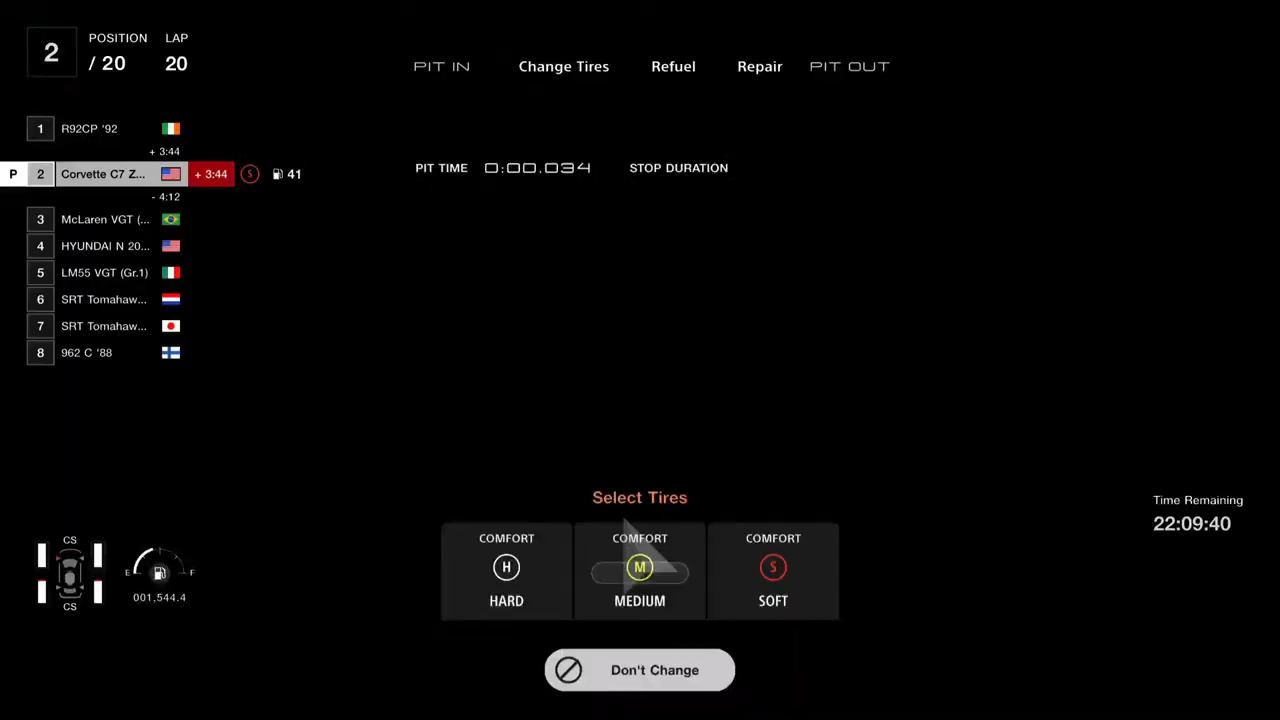 2
POSITION LAP
/ 20 20
PIT IN Change Tires Refuel Repair PIT OUT
1 R92CP '92
+ 3:44
P 2 Corvette C7 Z... + 3:44 S 41
- 4:12
PIT TIME 0:00.034 STOP DURATION
3 McLaren VGT (...
4 HYUNDAI N 20...
5 LM55 VGT (Gr.1)
6 SRT Tomahaw...
7 SRT Tomahaw...
8 962 C '88
Select Tires
COMFORT COMFORT COMFORT
H M S
HARD MEDIUM SOFT
Don't Change
Time Remaining
22:09:40
CS
E F
001,544.4
CS